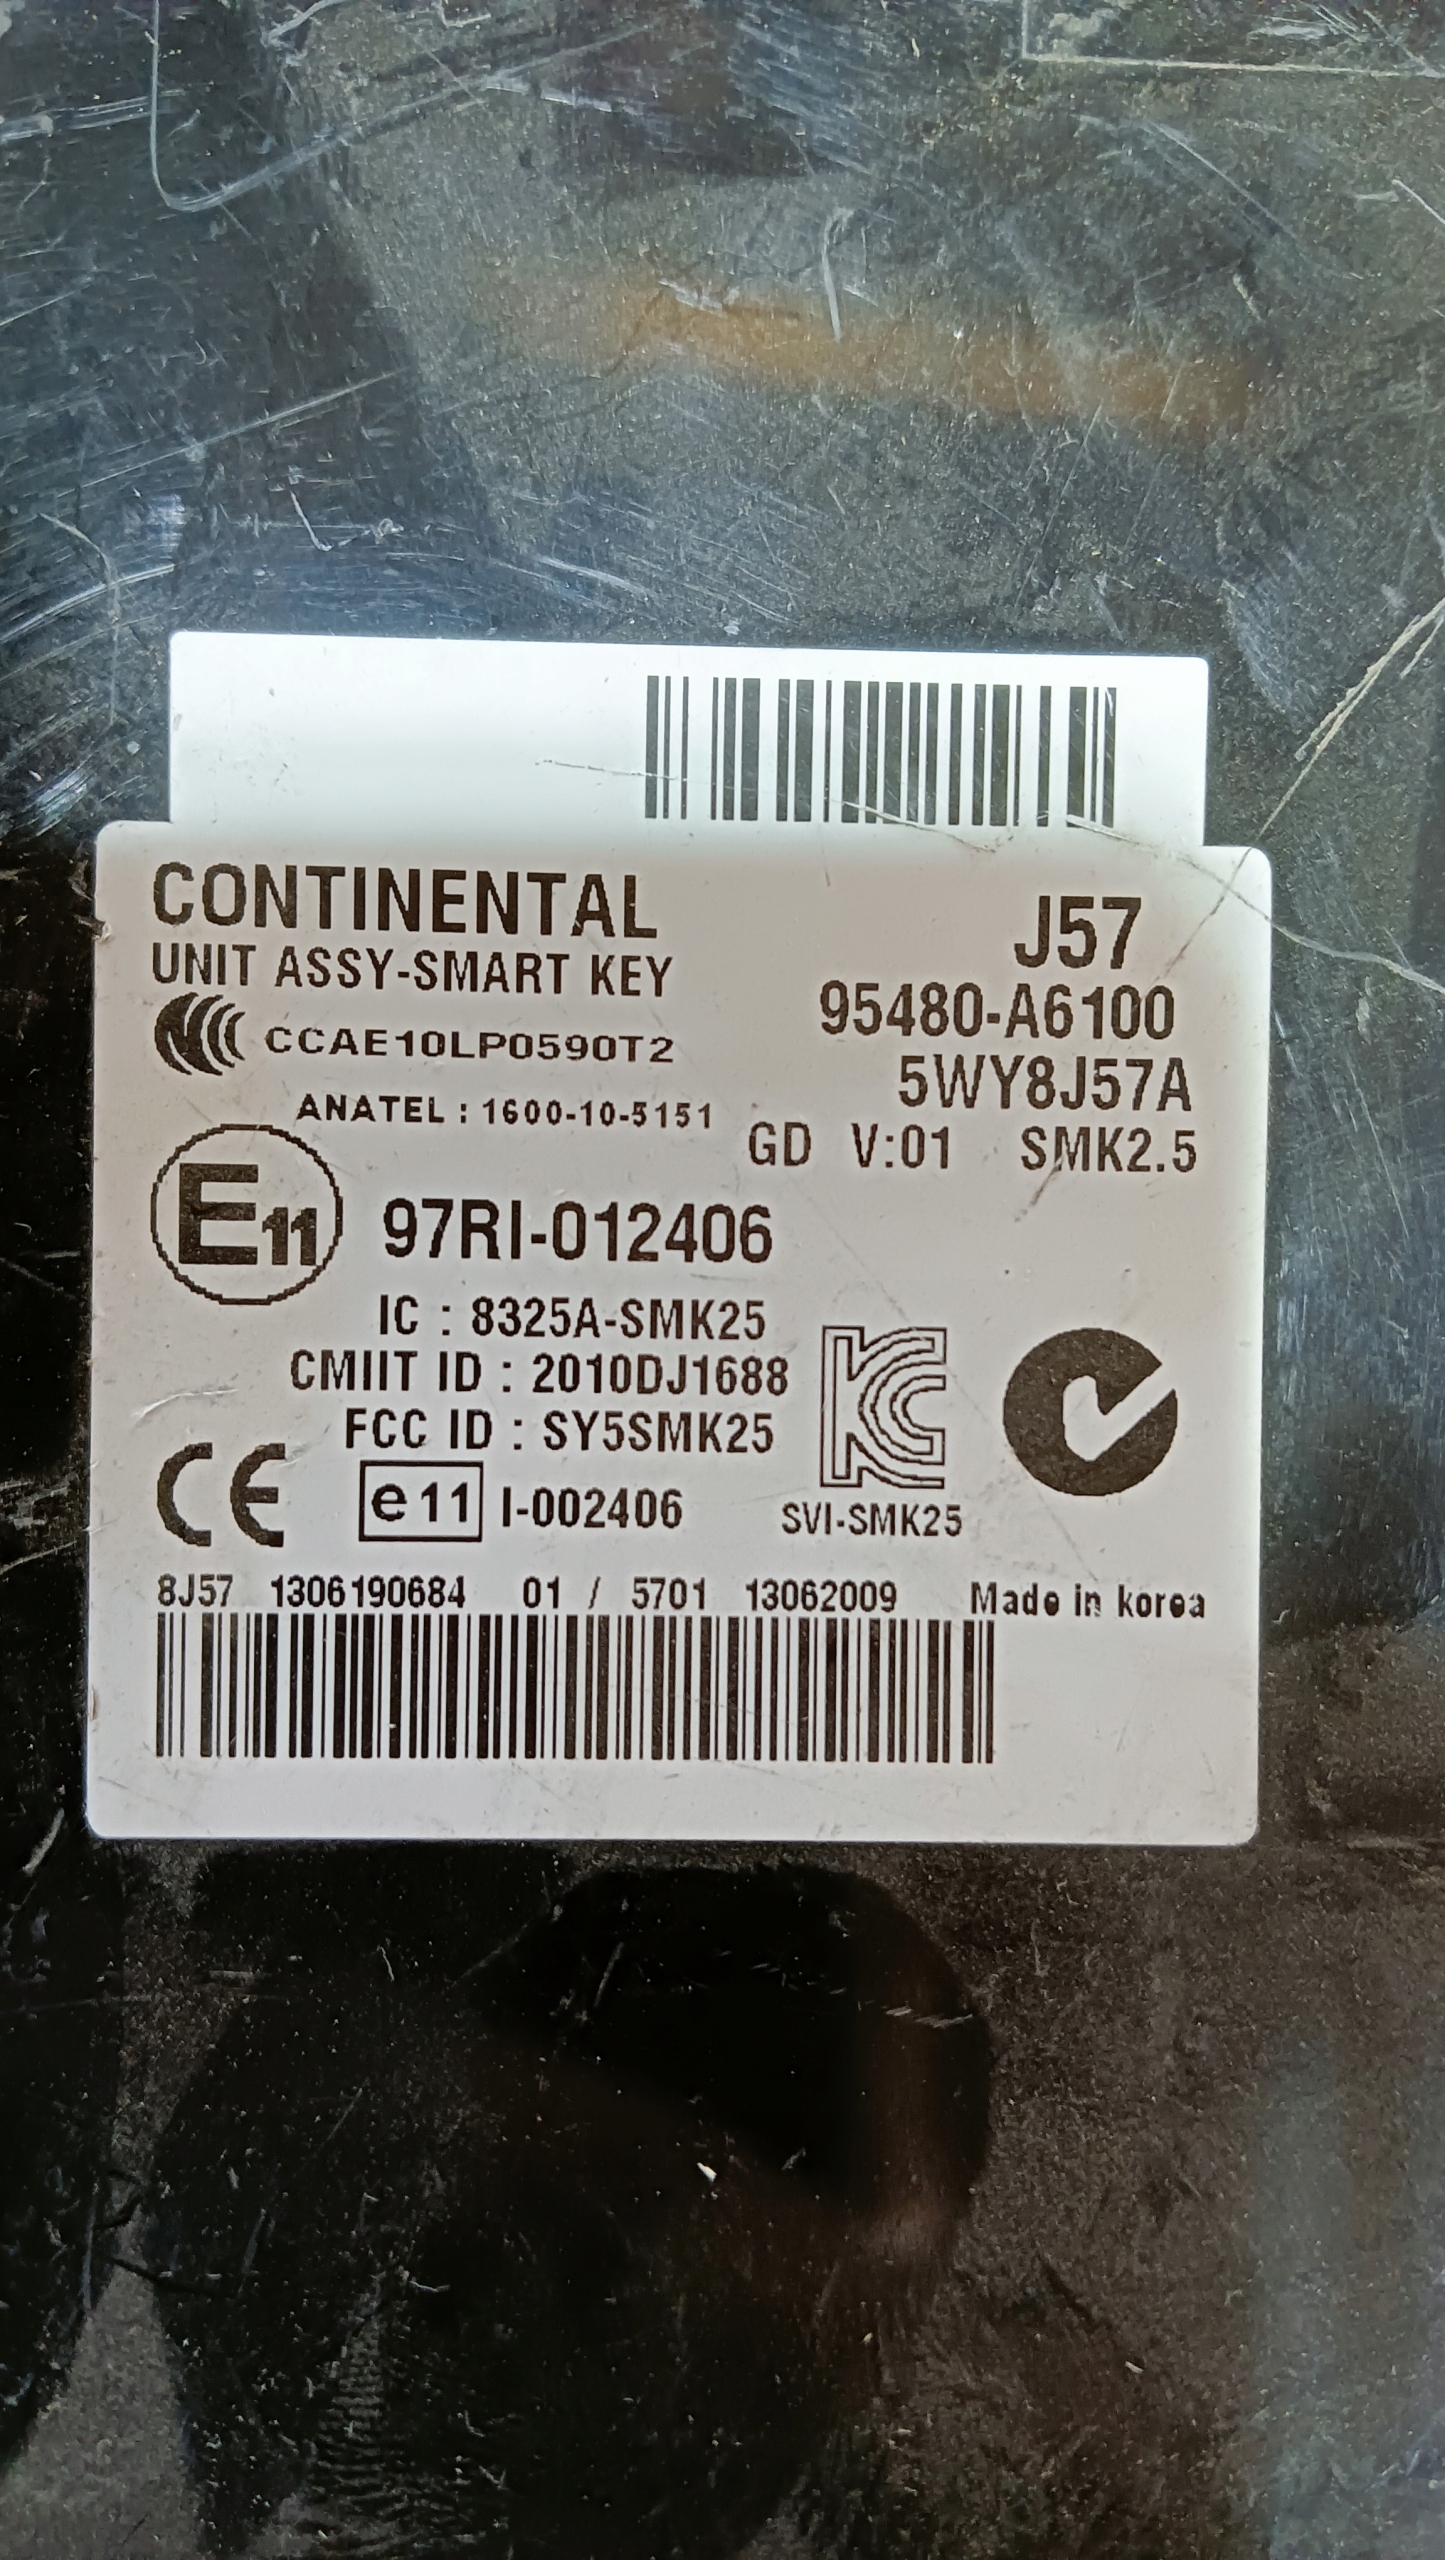 CONTINENTAL
J57
UNIT ASSY-SMART KEY
95480-A6100
CCAE10LP0590T2
5WY8J57A
ANATEL : 1600-10-5151
GD V:01 SMK2.5
E11 97RI-012406
IC : 8325A-SMK25
CMIIT ID : 2010DJ1688
FCC ID : SY5SMK25
CE e11 I-002406
KC
SVI-SMK25
8J57 1306190684 01 / 5701 13062009 Made in korea